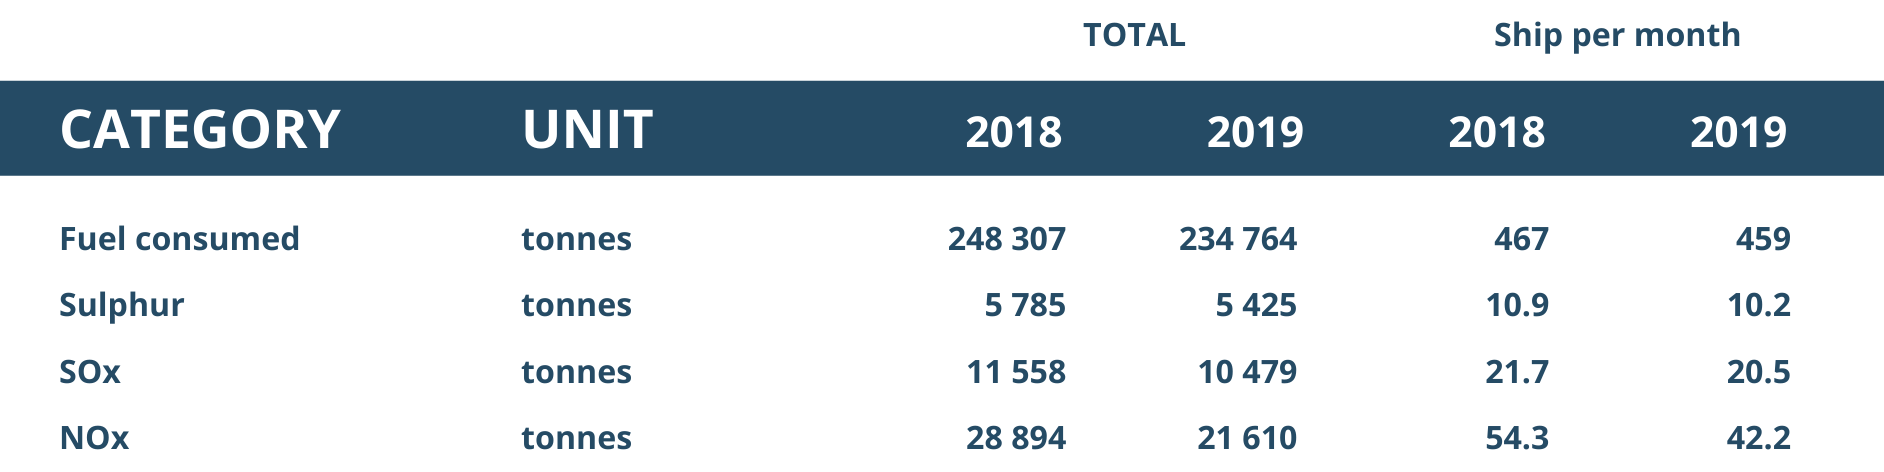 TOTAL Ship per month
CATEGORY UNIT 2018 2019 2018 2019
Fuel consumed tonnes 248 307 234 764 467 459
Sulphur tonnes 5 785 5 425 10.9 10.2
SOx tonnes 11 558 10 479 21.7 20.5
NOx tonnes 28 894 21 610 54.3 42.2